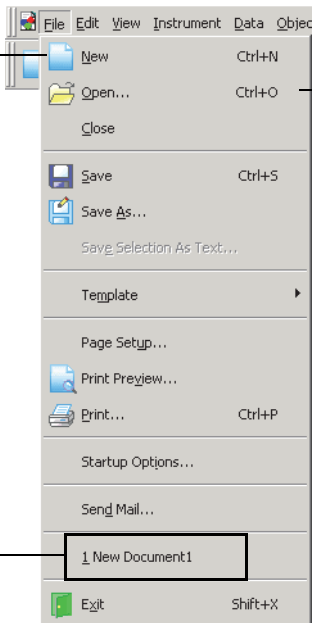 File Edit View Instrument Data Objec
New Ctrl+N
Open... Ctrl+O
Close
Save Ctrl+S
Save As...
Save Selection As Text...
Template
Page Setup...
Print Preview...
Print... Ctrl+P
Startup Options...
Send Mail...
1 New Document1
Exit Shift+X